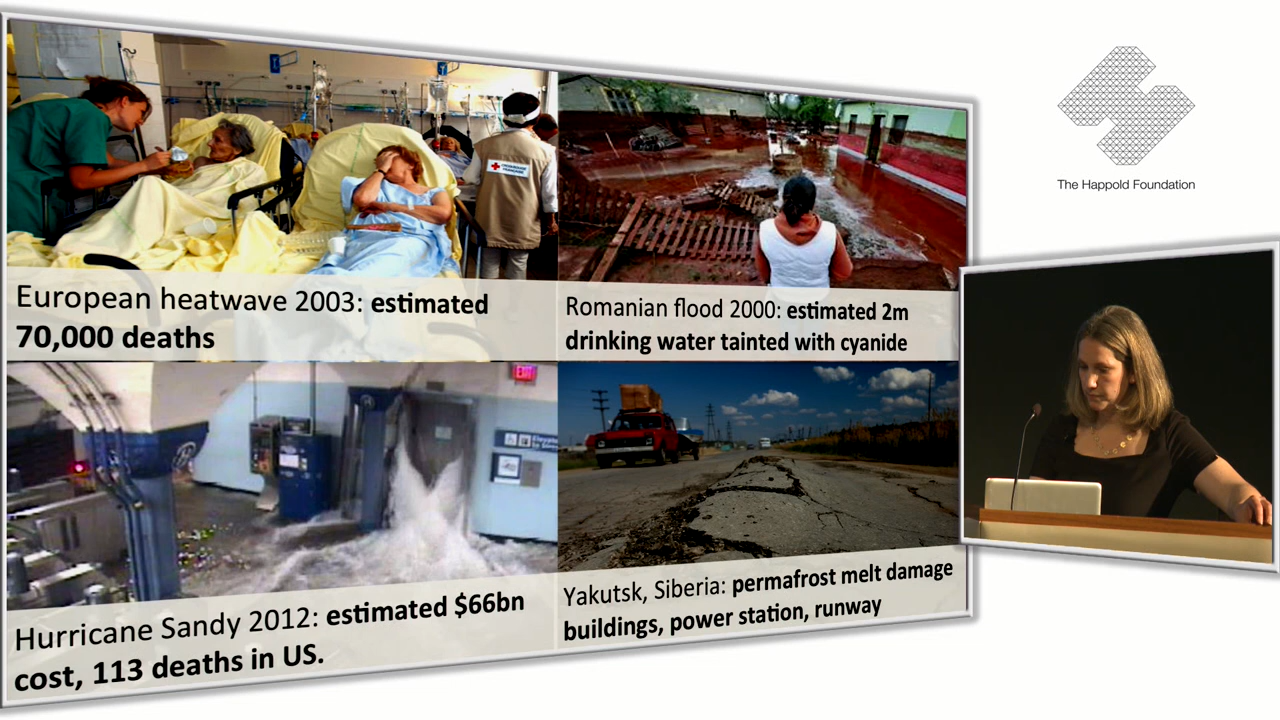 European heatwave 2003: estimated
70,000 deaths
Romanian flood 2000: estimated 2m
drinking water tainted with cyanide
EXIT
Hurricane Sandy 2012: estimated $66bn
cost, 113 deaths in US.
Yakutsk, Siberia: permafrost melt damage
buildings, power station, runway
The Happold Foundation